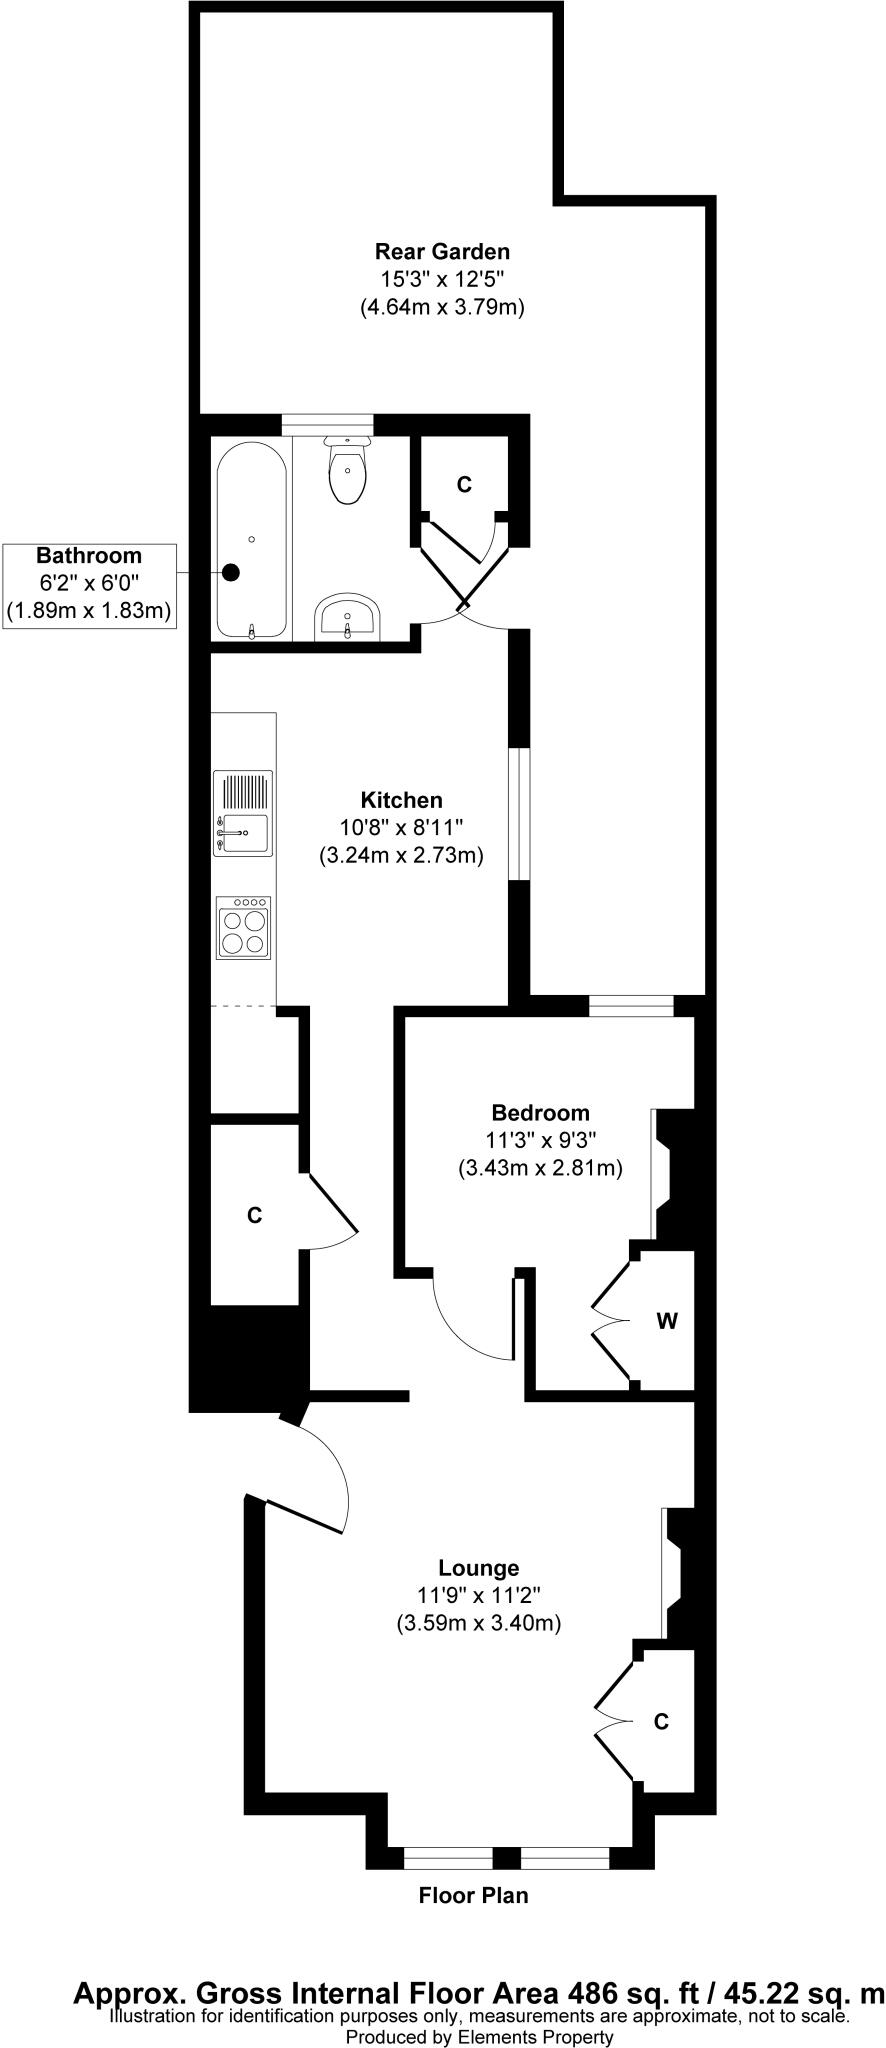 Rear Garden
15'3" x 12'5"
(4.64m x 3.79m)
C
Bathroom
6'2" x 6'0"
(1.89m x 1.83m)
Kitchen
10'8" x 8'11"
(3.24m x 2.73m)
Bedroom
11'3" x 9'3"
(3.43m x 2.81m)
C
W
Lounge
11'9" x 11'2"
(3.59m x 3.40m)
C
Floor Plan
Approx. Gross Internal Floor Area 486 sq. ft / 45.22 sq. m
Illustration for identification purposes only, measurements are approximate, not to scale.
Produced by Elements Property